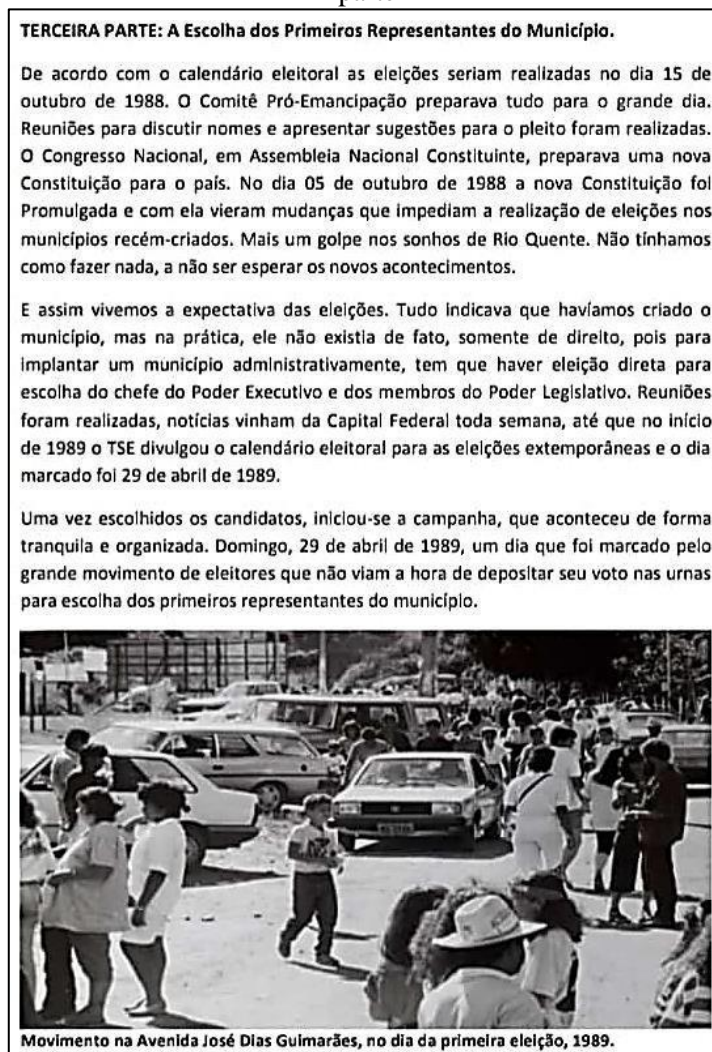 parte
TERCEIRA PARTE: A Escolha dos Primeiros Representantes do Município.
De acordo com o calendário eleitoral as eleições seriam realizadas no dia 15 de
outubro de 1988. O Comitê Pró-Emancipação preparava tudo para o grande dia.
Reuniões para discutir nomes e apresentar sugestões para o pleito foram realizadas.
O Congresso Nacional, em Assembleia Nacional Constituinte, preparava uma nova
Constituição para o país. No dia 05 de outubro de 1988 a nova Constituição foi
Promulgada e com ela vieram mudanças que impediam a realização de eleições nos
municípios recém-criados. Mais um golpe nos sonhos de Rio Quente. Não tínhamos
como fazer nada, a não ser esperar os novos acontecimentos.
E assim vivemos a expectativa das eleições. Tudo indicava que havíamos criado o
município, mas na prática, ele não existia de fato, somente de direito, pois para
implantar um município administrativamente, tem que haver eleição direta para
escolha do chefe do Poder Executivo e dos membros do Poder Legislativo. Reuniões
foram realizadas, notícias vinham da Capital Federal toda semana, até que no início
de 1989 o TSE divulgou o calendário eleitoral para as eleições extemporâneas e o dia
marcado foi 29 de abril de 1989.
Uma vez escolhidos os candidatos, iniciou-se a campanha, que aconteceu de forma
tranquila e organizada. Domingo, 29 de abril de 1989, um dia que foi marcado pelo
grande movimento de eleitores que não viam a hora de depositar seu voto nas urnas
para escolha dos primeiros representantes do município.
Movimento na Avenida José Dias Guimarães, no dia da primeira eleição, 1989.